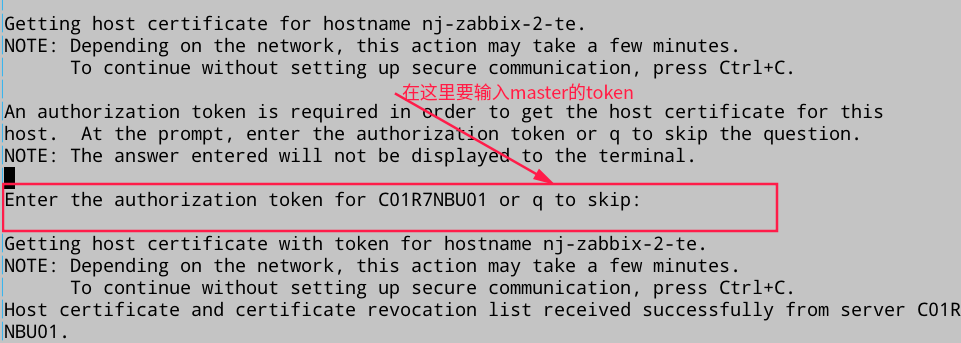 Getting host certificate for hostname nj-zabbix-2-te.
NOTE: Depending on the network, this action may take a few minutes.
      To continue without setting up secure communication, press Ctrl+C.
在这里要输入master的token
An authorization token is required in order to get the host certificate for this
host.  At the prompt, enter the authorization token or q to skip the question.
NOTE: The answer entered will not be displayed to the terminal.
Enter the authorization token for C01R7NBU01 or q to skip:
Getting host certificate with token for hostname nj-zabbix-2-te.
NOTE: Depending on the network, this action may take a few minutes.
      To continue without setting up secure communication, press Ctrl+C.
Host certificate and certificate revocation list received successfully from server C01R
NBU01.